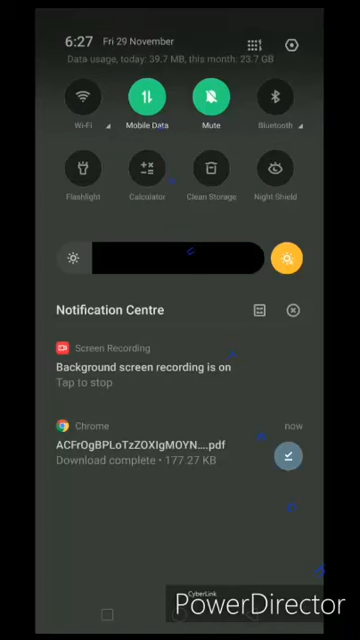 6:27 Fri 29 November
Data usage, today: 39.7 MB, this month: 23.7 GB
Wi-Fi Mobile Data Mute Bluetooth
Flashlight Calculator Clean Storage Night Shield
Notification Centre
Screen Recording
Background screen recording is on
Tap to stop
Chrome now
ACFrOgBPLoTzZOXIgMOYN....pdf
Download complete • 177.27 KB
CyberLink
PowerDirector